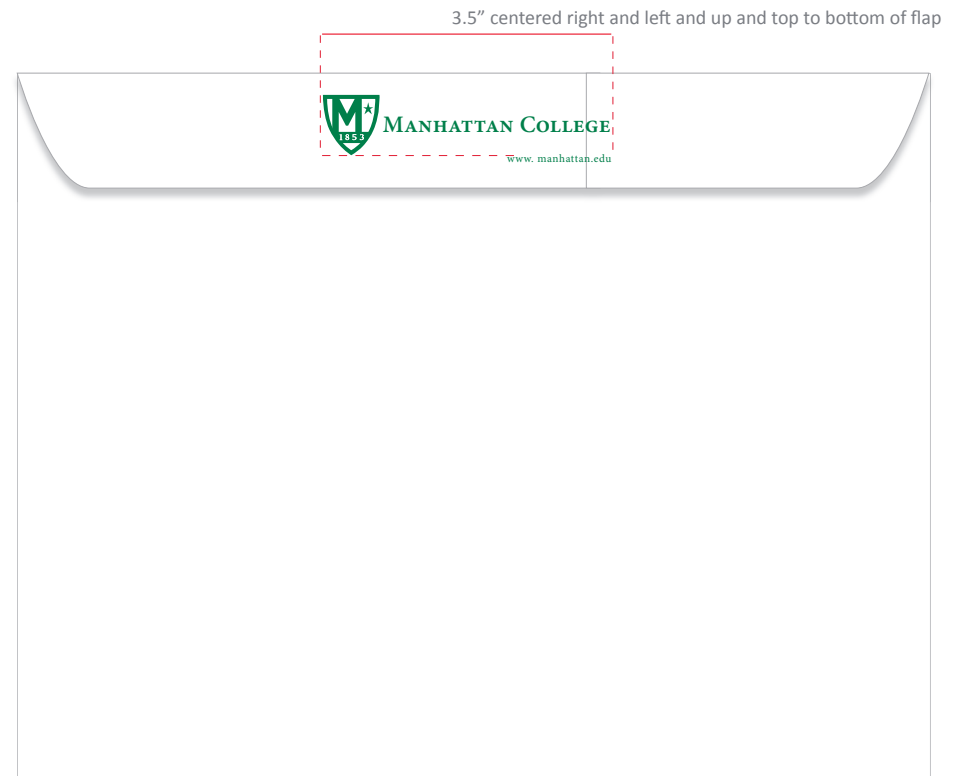 3.5” centered right and left and up and top to bottom of flap
M
Manhattan College
1853
www. manhattan.edu